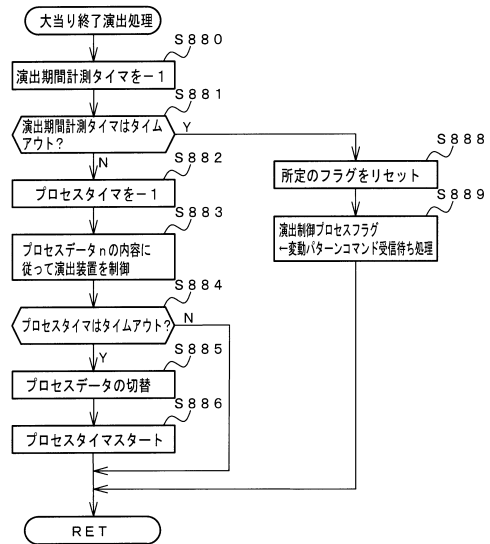 大当り終了演出処理
S880
演出期間計測タイマを－1
S881
演出期間計測タイマはタイム
アウト?
Y
N
S882
プロセスタイマを－1
S883
プロセスデータnの内容に
従って演出装置を制御
S884
プロセスタイマはタイムアウト?
N
Y
S885
プロセスデータの切替
S886
プロセスタイマスタート
S888
所定のフラグをリセット
S889
演出制御プロセスフラグ
←変動パターンコマンド受信待ち処理
RET